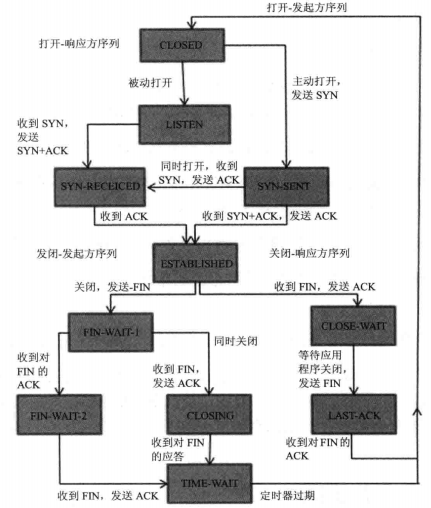 打开-发起方序列
打开-响应方序列
CLOSED
被动打开
主动打开，
发送 SYN
LISTEN
收到 SYN，
发送
SYN+ACK
同时打开，收到
SYN，发送 ACK
SYN-RECEICED
SYN-SENT
收到 ACK
收到 SYN+ACK，发送 ACK
发闭-发起方序列
关闭-响应方序列
ESTABLISHED
关闭，发送-FIN
收到 FIN，发送 ACK
FIN-WAIT-1
CLOSE-WAIT
同时关闭
收到对
FIN 的
ACK
收到 FIN，
发送 ACK
等待应用
程序关闭，
发送 FIN
FIN-WAIT-2
CLOSING
LAST-ACK
收到对 FIN
的应答
收到对 FIN 的
ACK
TIME-WAIT
收到 FIN，发送 ACK
定时器过期